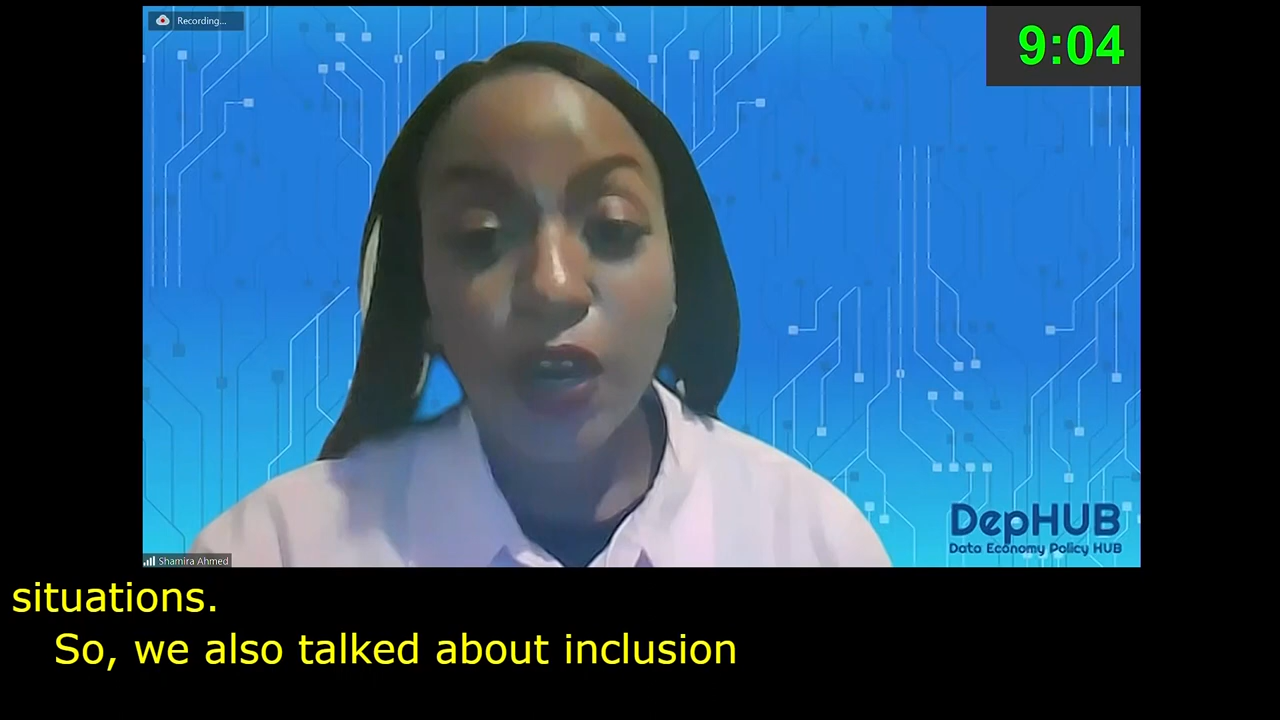 Recording...
9:04
DepHUB
Data Economy Policy HUB
Shamira Ahmed
situations.
So, we also talked about inclusion